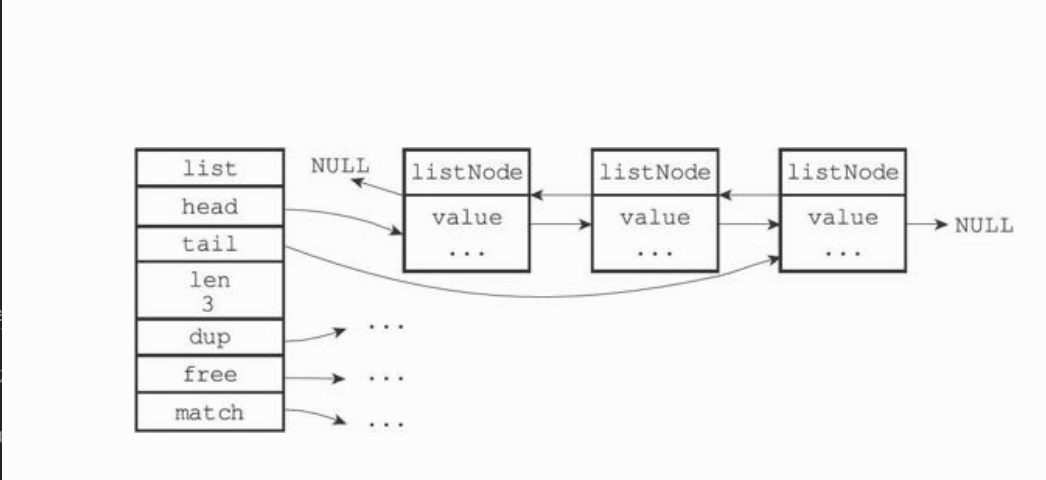 list
head
tail
len
3
dup
free
match
NULL
listNode
value
...
listNode
value
...
listNode
value
...
NULL
...
...
...